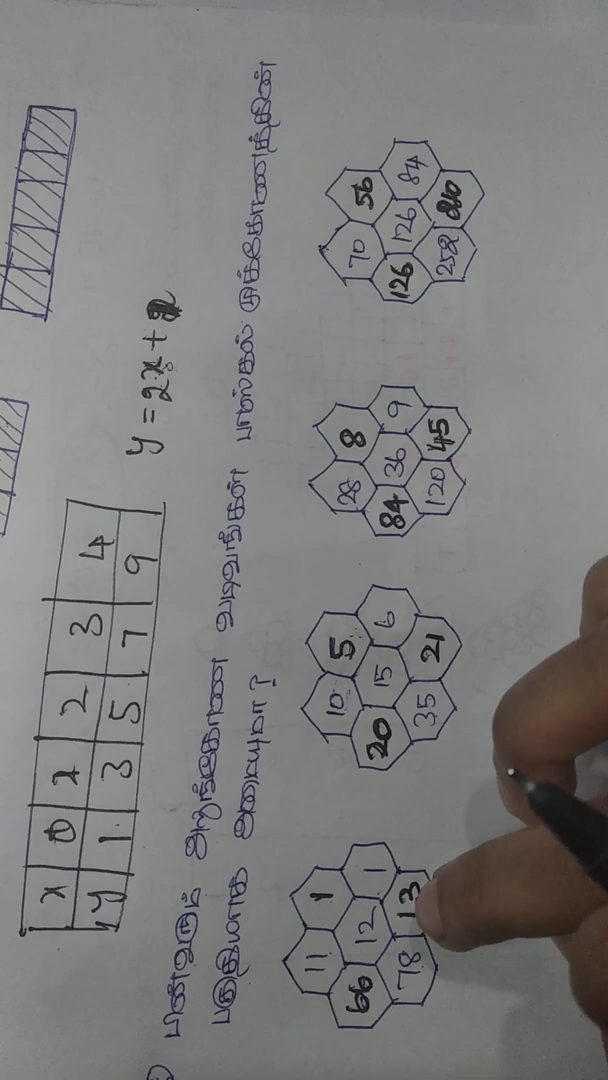 x 0 x 2 3 4
y 1 3 5 7 9
y = 2x +
பின்வரும் அறுங்கோண வடிவங்கள் பாஸ்கல் முக்கோணத்தின்
பகுதியாக அமையுமா?
11 1
66 12 1
78 13
10 5
20 15 6
35 21
28 8
84 36 9
120 45
70 56
126 126 84
252 210